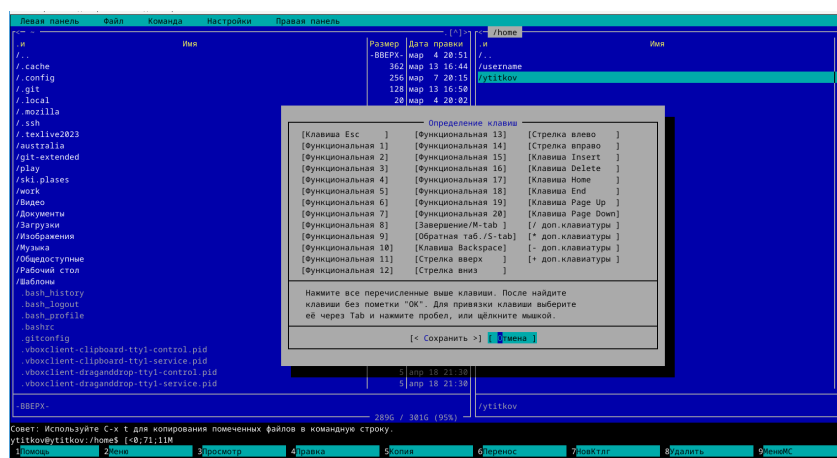 Левая панель Файл Команда Настройки Правая панель
<─ ~ .[^]> <─ /home
.и Имя Размер Дата правки .и Имя
/.. -ВВЕРХ- мар 4 20:51 /..
/.cache 362 мар 13 16:44 /username
/.config 256 мар 7 20:15 /ytitkov
/.git 128 мар 13 16:50
/.local 20 мар 4 20:02
/.mozilla
/.ssh
/.texlive2023
/australia
/git-extended
/play
/ski.plases
/work
/Видео
/Документы
/Загрузки
/Изображения
/Музыка
/Общедоступные
/Рабочий стол
/Шаблоны
.bash_history
.bash_logout
.bash_profile
.bashrc
.gitconfig
.vboxclient-clipboard-tty1-control.pid
.vboxclient-clipboard-tty1-service.pid
.vboxclient-draganddrop-tty1-control.pid 5 апр 18 21:30
.vboxclient-draganddrop-tty1-service.pid 5 апр 18 21:30
Определение клавиш
[Клавиша Esc ] [Функциональная 13] [Стрелка влево ]
[Функциональная 1] [Функциональная 14] [Стрелка вправо ]
[Функциональная 2] [Функциональная 15] [Клавиша Insert ]
[Функциональная 3] [Функциональная 16] [Клавиша Delete ]
[Функциональная 4] [Функциональная 17] [Клавиша Home ]
[Функциональная 5] [Функциональная 18] [Клавиша End ]
[Функциональная 6] [Функциональная 19] [Клавиша Page Up ]
[Функциональная 7] [Функциональная 20] [Клавиша Page Down]
[Функциональная 8] [Завершение/M-tab ] [/ доп.клавиатуры ]
[Функциональная 9] [Обратная таб./S-tab] [* доп.клавиатуры ]
[Функциональная 10] [Клавиша Backspace] [- доп.клавиатуры ]
[Функциональная 11] [Стрелка вверх ] [+ доп.клавиатуры ]
[Функциональная 12] [Стрелка вниз ]
Нажмите все перечисленные выше клавиши. После найдите
клавиши без пометки "OK". Для привязки клавиши выберите
её через Tab и нажмите пробел, или щёлкните мышкой.
[< Сохранить >] [ Отмена ]
-ВВЕРХ- /ytitkov
289G / 301G (95%)
Совет: Используйте C-x t для копирования помеченных файлов в командную строку.
ytitkov@ytitkov:/home$ [<0;71;11M
1Помощь 2Меню 3Просмотр 4Правка 5Копия 6Перенос 7НовКтлг 8Удалить 9МенюMC